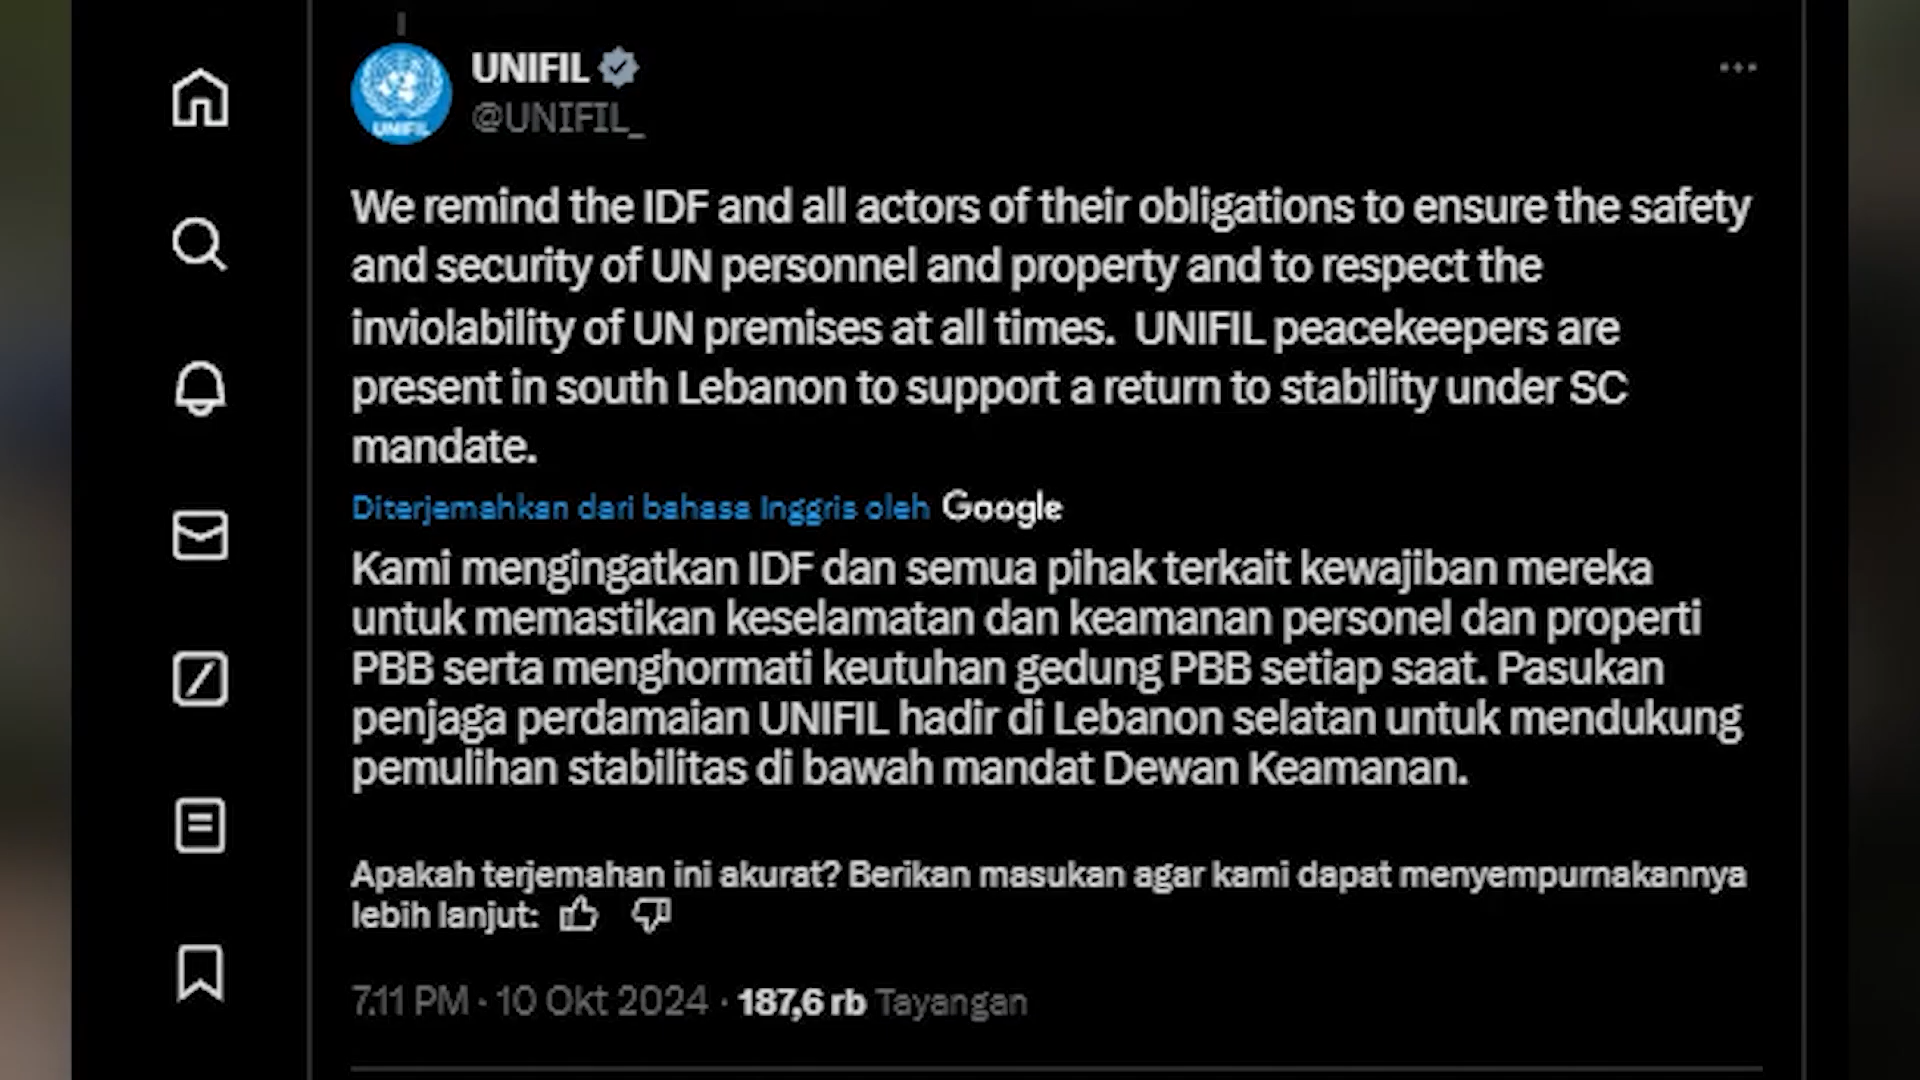 UNIFIL
@UNIFIL_
UNIFIL
We remind the IDF and all actors of their obligations to ensure the safety
and security of UN personnel and property and to respect the
inviolability of UN premises at all times. UNIFIL peacekeepers are
present in south Lebanon to support a return to stability under SC
mandate.
Diterjemahkan dari bahasa Inggris oleh Google
Kami mengingatkan IDF dan semua pihak terkait kewajiban mereka
untuk memastikan keselamatan dan keamanan personel dan properti
PBB serta menghormati keutuhan gedung PBB setiap saat. Pasukan
penjaga perdamaian UNIFIL hadir di Lebanon selatan untuk mendukung
pemulihan stabilitas di bawah mandat Dewan Keamanan.
Apakah terjemahan ini akurat? Berikan masukan agar kami dapat menyempurnakannya
lebih lanjut:
7.11 PM · 10 Okt 2024 · 187,6 rb Tayangan